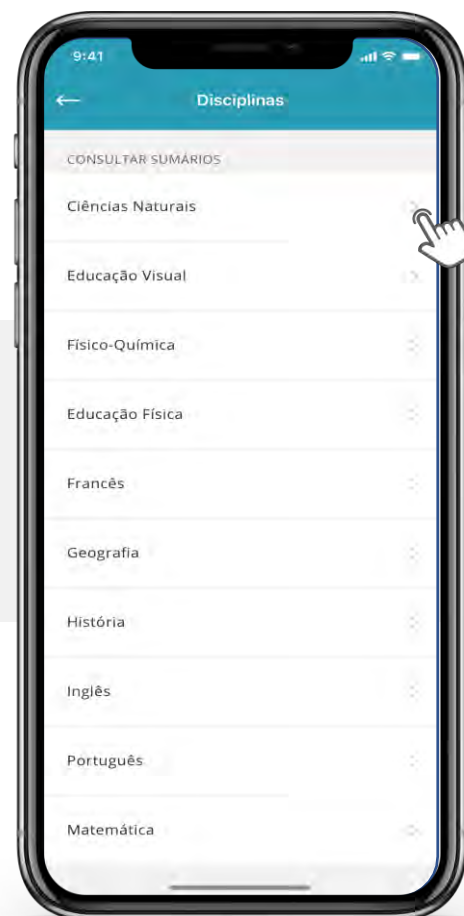 9:41
Disciplinas
CONSULTAR SUMÁRIOS
Ciências Naturais
Educação Visual
Físico-Química
Educação Física
Francês
Geografia
História
Inglês
Português
Matemática